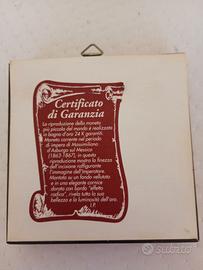 Certificato
di Garanzia
La riproduzione della moneta
più piccola del mondo è realizzata
in bagno d'oro 24 K garantiti.
Moneta corrente nel periodo
di impero di Massimiliano
d'Asburgo sul Messico
(1863-1867), in questa
riproduzione mostra la finezza
dell'incisione raffigurante
l'immagine dell'Imperatore.
Montata su un fondo vellutato
e in una elegante cornice
dorata con bordo "effetto
radica", rivela tutta la sua
bellezza e la luminosità dell'oro.
I.P.
subito.it